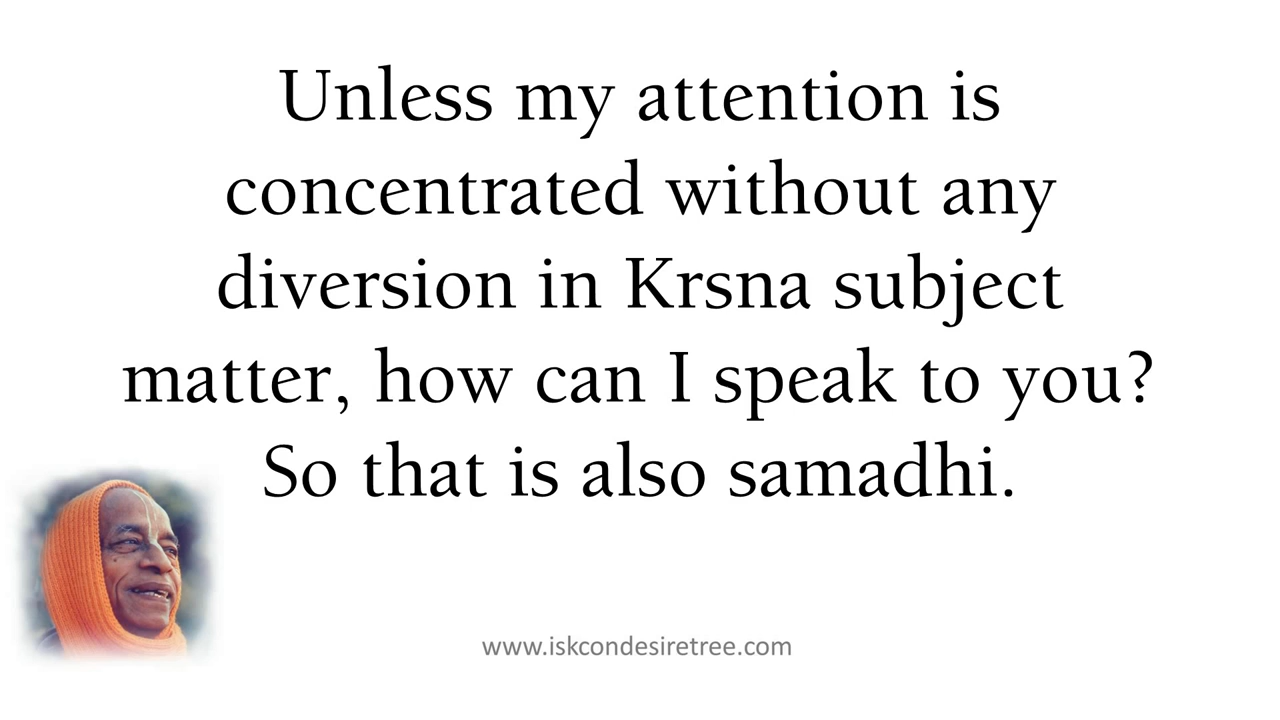 Unless my attention is
concentrated without any
diversion in Krsna subject
matter, how can I speak to you?
So that is also samadhi.
www.iskcondesiretree.com